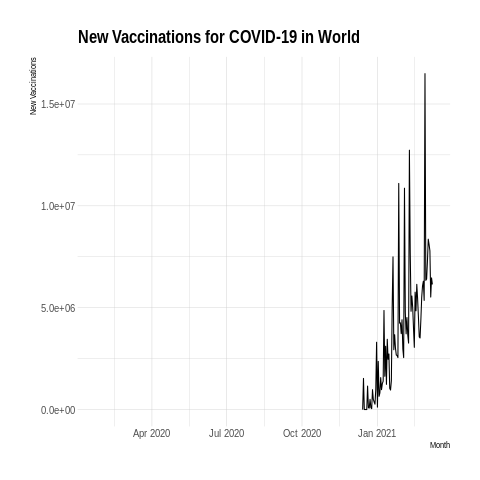 New Vaccinations for COVID-19 in World
New Vaccinations
1.5e+07
1.0e+07
5.0e+06
0.0e+00
Apr 2020 Jul 2020 Oct 2020 Jan 2021
Month